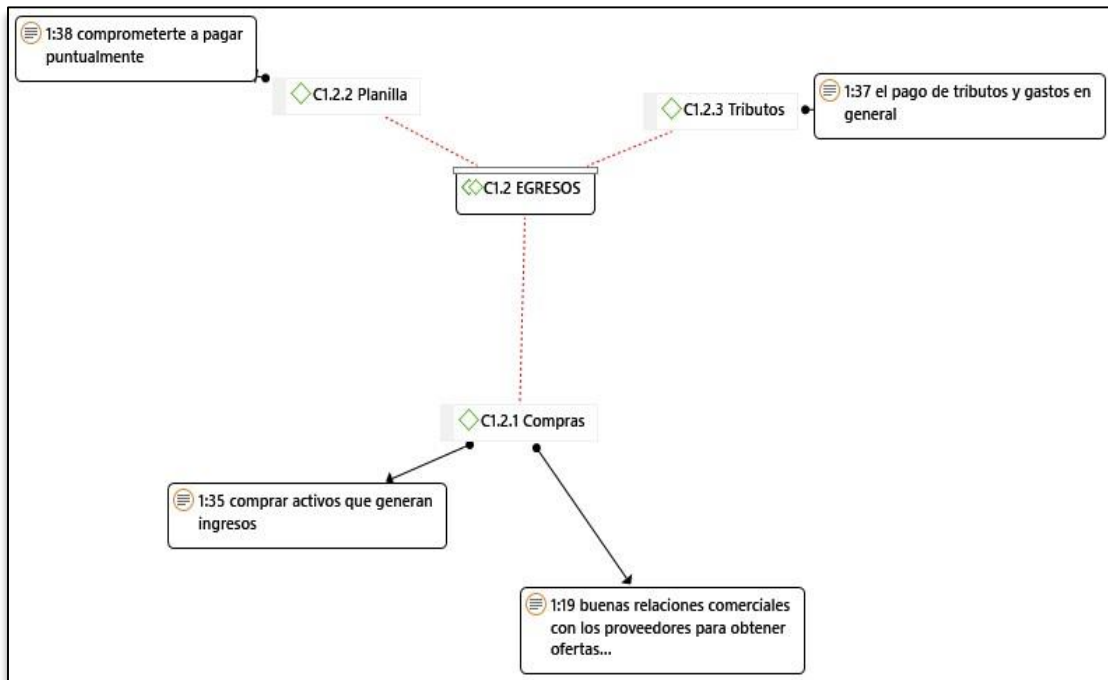 1:38 comprometerte a pagar
puntualmente
C1.2.2 Planilla
C1.2.3 Tributos
1:37 el pago de tributos y gastos en
general
C1.2 EGRESOS
C1.2.1 Compras
1:35 comprar activos que generan
ingresos
1:19 buenas relaciones comerciales
con los proveedores para obtener
ofertas...